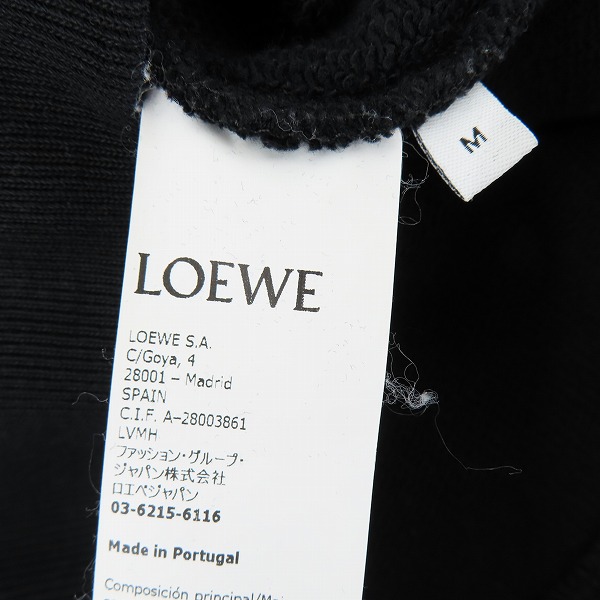 M
LOEWE
LOEWE S.A.
C/Goya, 4
28001 – Madrid
SPAIN
C.I.F. A-28003861
LVMH
ファッション・グループ・
ジャパン株式会社
ロエベジャパン
03-6215-6116
Made in Portugal
Composición principal/